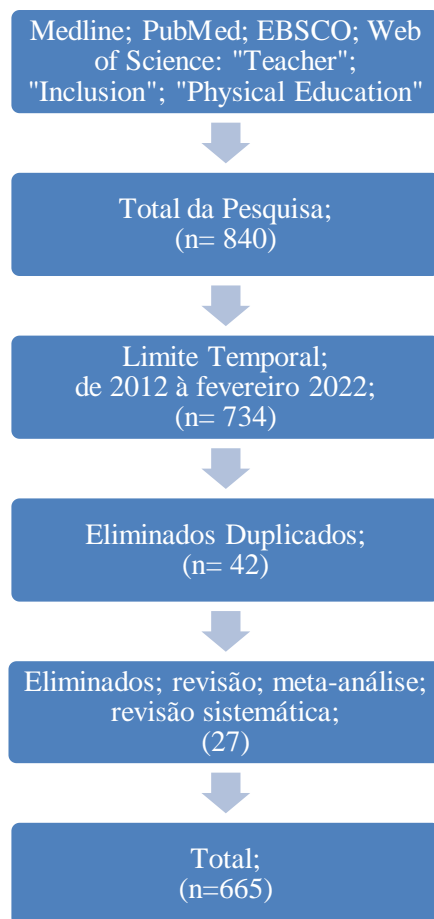 Medline; PubMed; EBSCO; Web
of Science: "Teacher";
"Inclusion"; "Physical Education"
Total da Pesquisa;
(n= 840)
Limite Temporal;
de 2012 à fevereiro 2022;
(n= 734)
Eliminados Duplicados;
(n= 42)
Eliminados; revisão; meta-análise;
revisão sistemática;
(27)
Total;
(n=665)